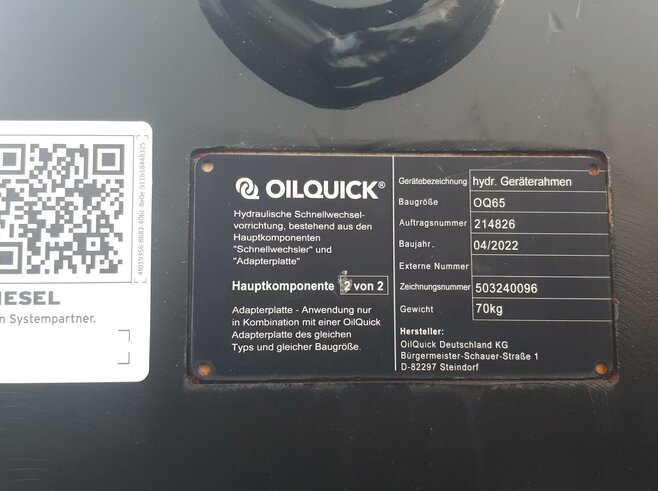 IESEL
n Systempartner.
OILQUICK®
Hydraulische Schnellwechsel-
vorrichtung, bestehend aus den
Hauptkomponenten
"Schnellwechsler" und
"Adapterplatte"
Hauptkomponente 2 von 2
Adapterplatte - Anwendung nur
in Kombination mit einer OilQuick
Adapterplatte des gleichen
Typs und gleicher Baugröße.
Gerätebezeichnung hydr. Geräterahmen
Baugröße OQ65
Auftragsnummer 214826
Baujahr. 04/2022
Externe Nummer
Zeichnungsnummer 503240096
Gewicht 70kg
Hersteller:
OilQuick Deutschland KG
Bürgermeister-Schauer-Straße 1
D-82297 Steindorf